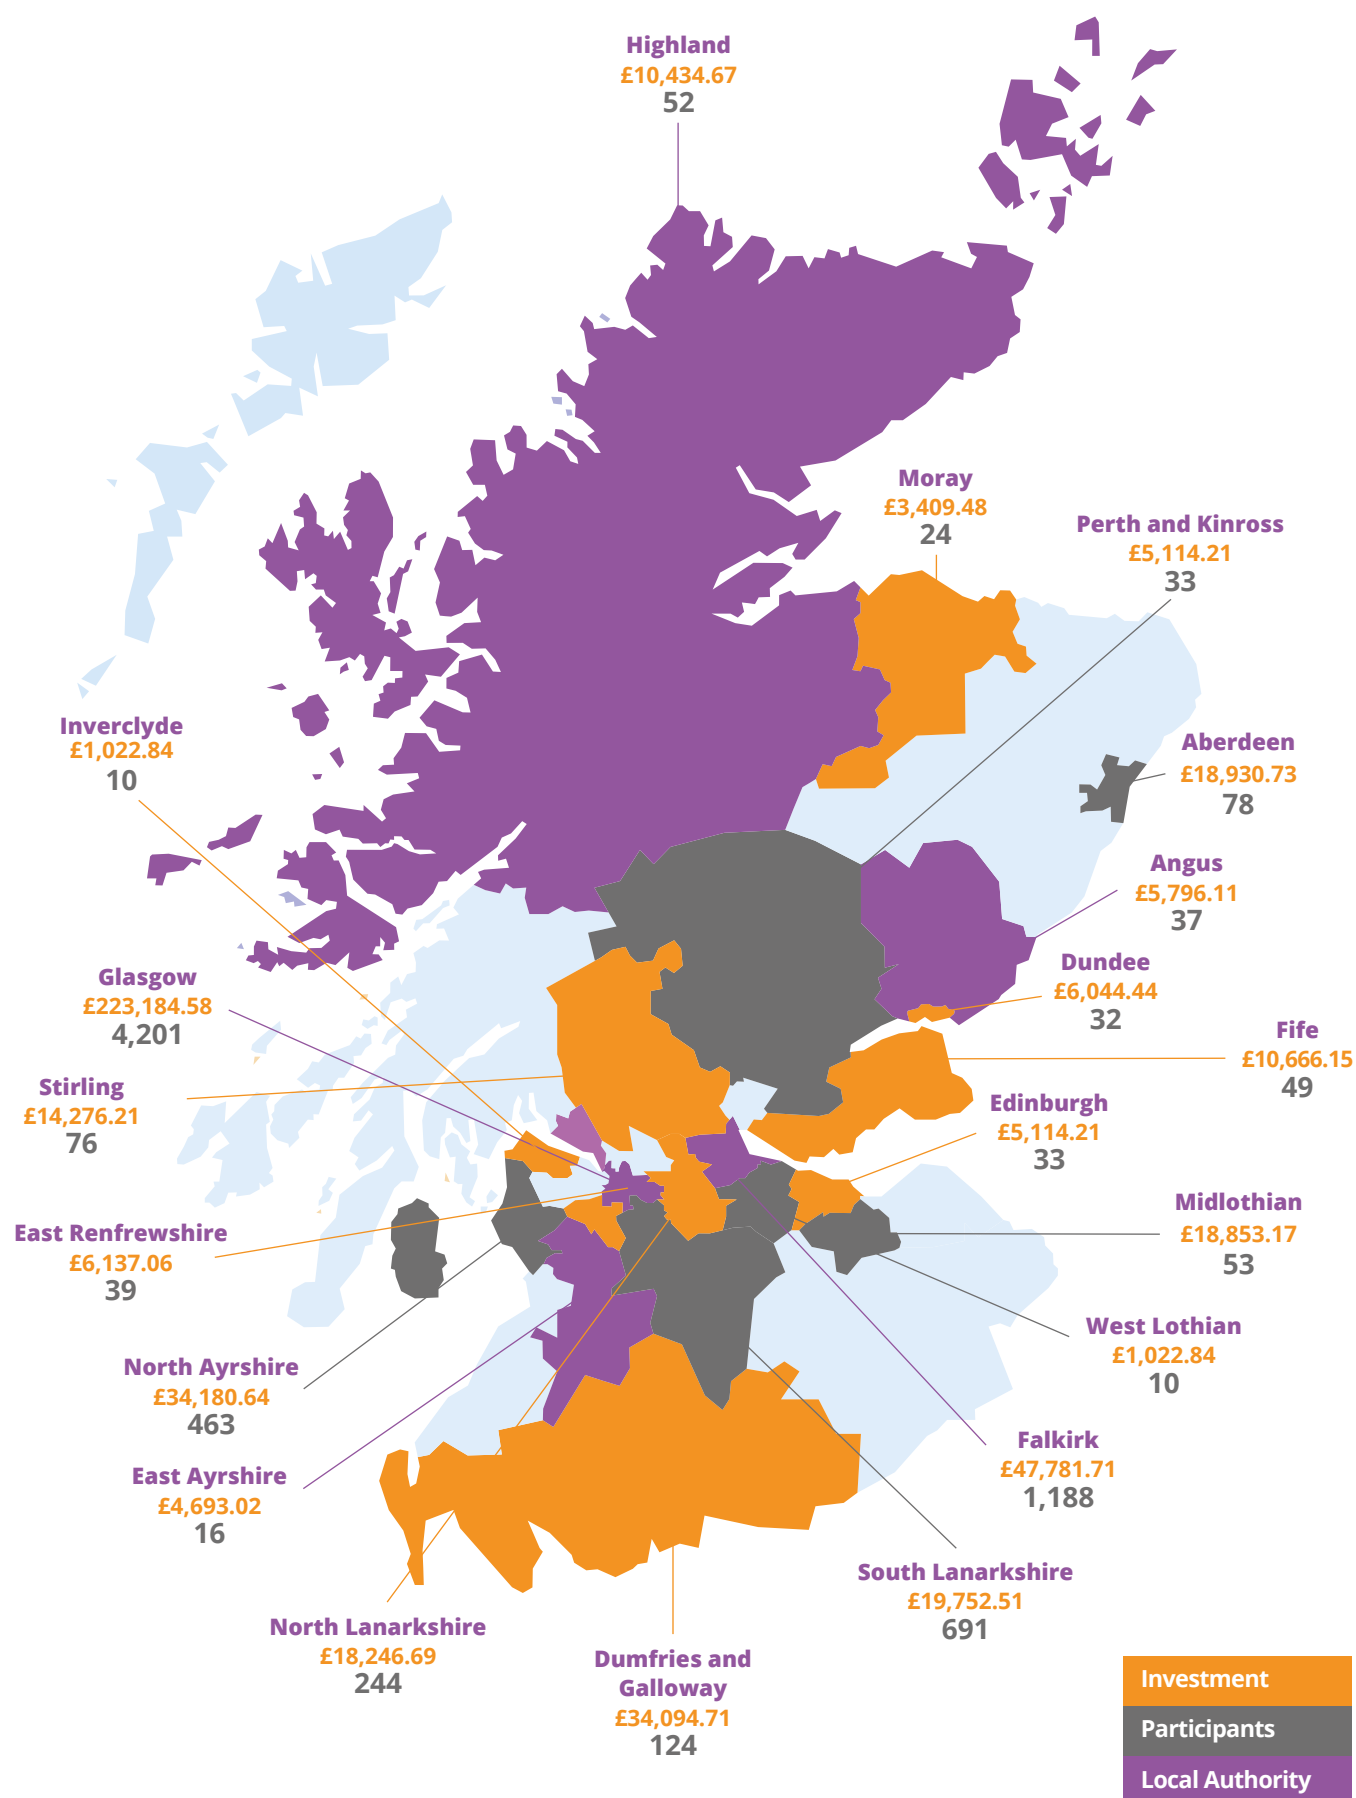 Highland
£10,434.67
52
Moray
£3,409.48
24
Perth and Kinross
£5,114.21
33
Inverclyde
£1,022.84
10
Aberdeen
£18,930.73
78
Angus
£5,796.11
37
Glasgow
£223,184.58
4,201
Dundee
£6,044.44
32
Fife
£10,666.15
49
Stirling
£14,276.21
76
Edinburgh
£5,114.21
33
East Renfrewshire
£6,137.06
39
Midlothian
£18,853.17
53
North Ayrshire
£34,180.64
463
West Lothian
£1,022.84
10
East Ayrshire
£4,693.02
16
Falkirk
£47,781.71
1,188
South Lanarkshire
£19,752.51
691
North Lanarkshire
£18,246.69
244
Dumfries and
Galloway
£34,094.71
124
Investment
Participants
Local Authority